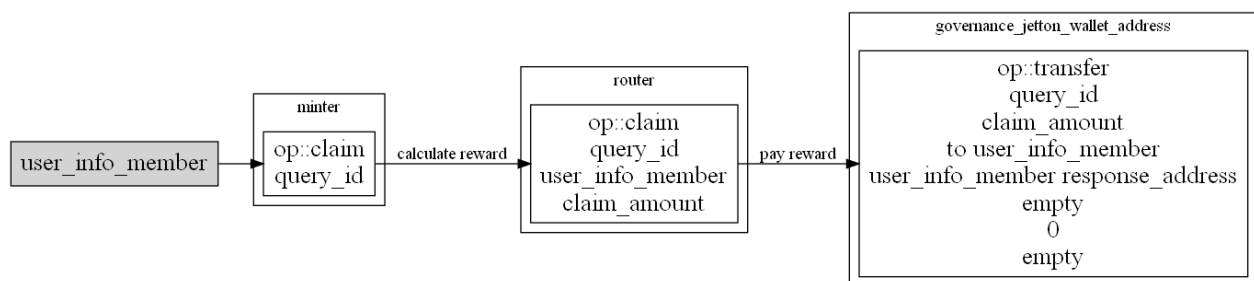 user_info_member
minter
op::claim
query_id
calculate reward
router
op::claim
query_id
user_info_member
claim_amount
pay reward
governance_jetton_wallet_address
op::transfer
query_id
claim_amount
to user_info_member
user_info_member response_address
empty
0
empty